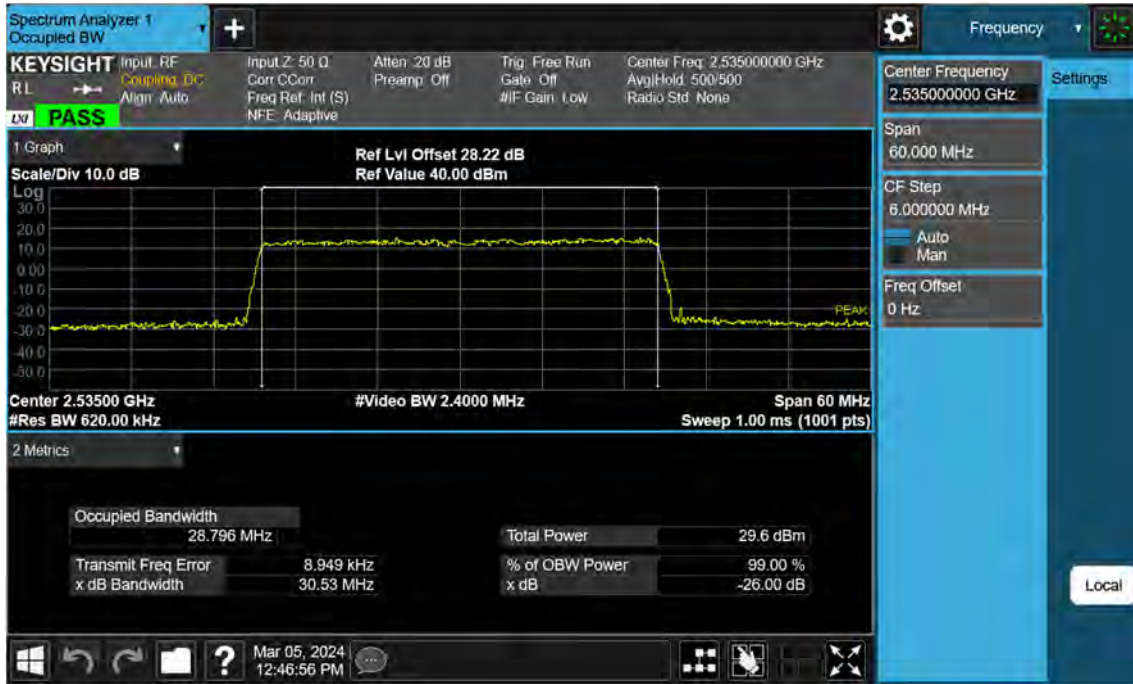 Spectrum Analyzer 1
Occupied BW
+
Frequency
KEYSIGHT
RL
LXI
PASS
Input: RF
Coupling: DC
Align: Auto
Input Z: 50 Ω
Corr CCorr
Freq Ref: Int (S)
NFE: Adaptive
Atten: 20 dB
Preamp: Off
Trig: Free Run
Gate: Off
#IF Gain: Low
Center Freq: 2.535000000 GHz
Avg|Hold: 500/500
Radio Std: None
Center Frequency
2.535000000 GHz
Settings
Span
60.000 MHz
CF Step
6.000000 MHz
Auto
Man
Freq Offset
0 Hz
Local
1 Graph
Scale/Div 10.0 dB
Ref Lvl Offset 28.22 dB
Ref Value 40.00 dBm
Log
30.0
20.0
10.0
0.00
-10.0
-20.0
-30.0
-40.0
-50.0
PEAK
Center 2.53500 GHz
#Video BW 2.4000 MHz
Span 60 MHz
#Res BW 620.00 kHz
Sweep 1.00 ms (1001 pts)
2 Metrics
Occupied Bandwidth
28.796 MHz
Total Power 29.6 dBm
Transmit Freq Error 8.949 kHz
% of OBW Power 99.00 %
x dB Bandwidth 30.53 MHz
x dB -26.00 dB
?
Mar 05, 2024
12:46:56 PM